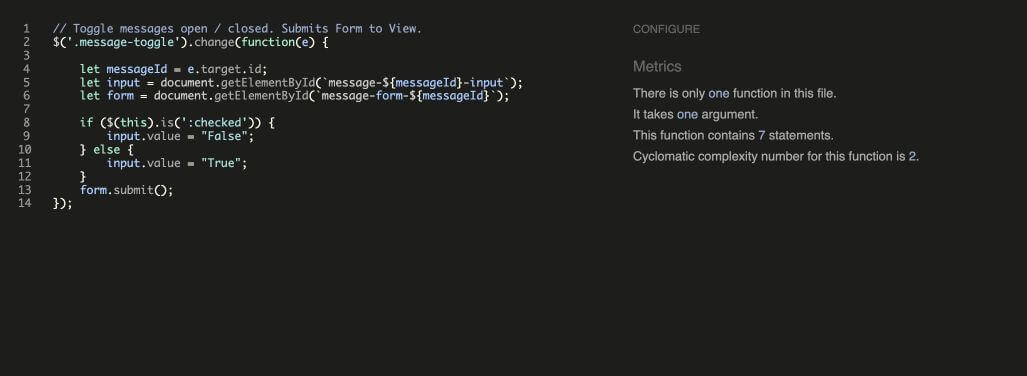 1 // Toggle messages open / closed. Submits Form to View.
2 $('.message-toggle').change(function(e) {
3
4     let messageId = e.target.id;
5     let input = document.getElementById(`message-${messageId}-input`);
6     let form = document.getElementById(`message-form-${messageId}`);
7
8     if ($(this).is(':checked')) {
9         input.value = "False";
10     } else {
11         input.value = "True";
12     }
13     form.submit();
14 });
CONFIGURE
Metrics
There is only one function in this file.
It takes one argument.
This function contains 7 statements.
Cyclomatic complexity number for this function is 2.